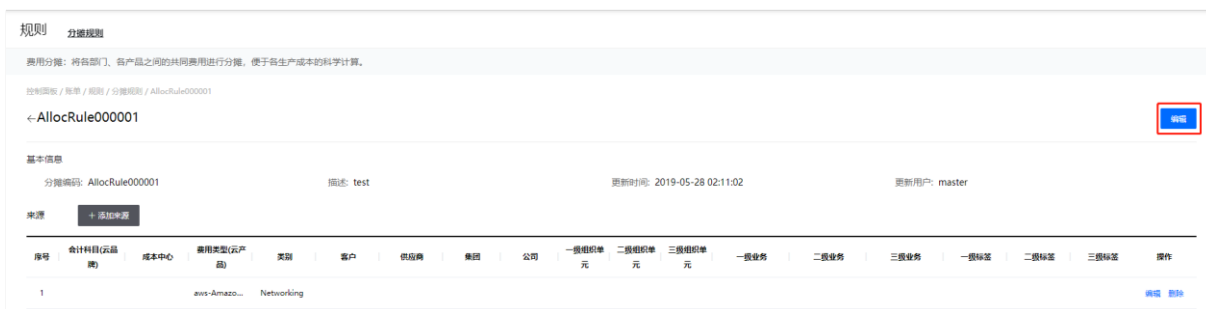 规则 分摊规则
费用分摊：将各部门、各产品之间的共同费用进行分摊，便于各生产成本的科学计算。
控制面板 / 账单 / 规则 / 分摊规则 / AllocRule000001
←AllocRule000001 编辑
基本信息
分摊编码: AllocRule000001 描述: test 更新时间: 2019-05-28 02:11:02 更新用户: master
来源 + 添加来源
序号 会计科目(云品牌) 成本中心 费用类型(云产品) 类别 客户 供应商 集团 公司 一级组织单元 二级组织单元 三级组织单元 一级业务 二级业务 三级业务 一级标签 二级标签 三级标签 操作
1 aws-Amazo... Networking 编辑 删除